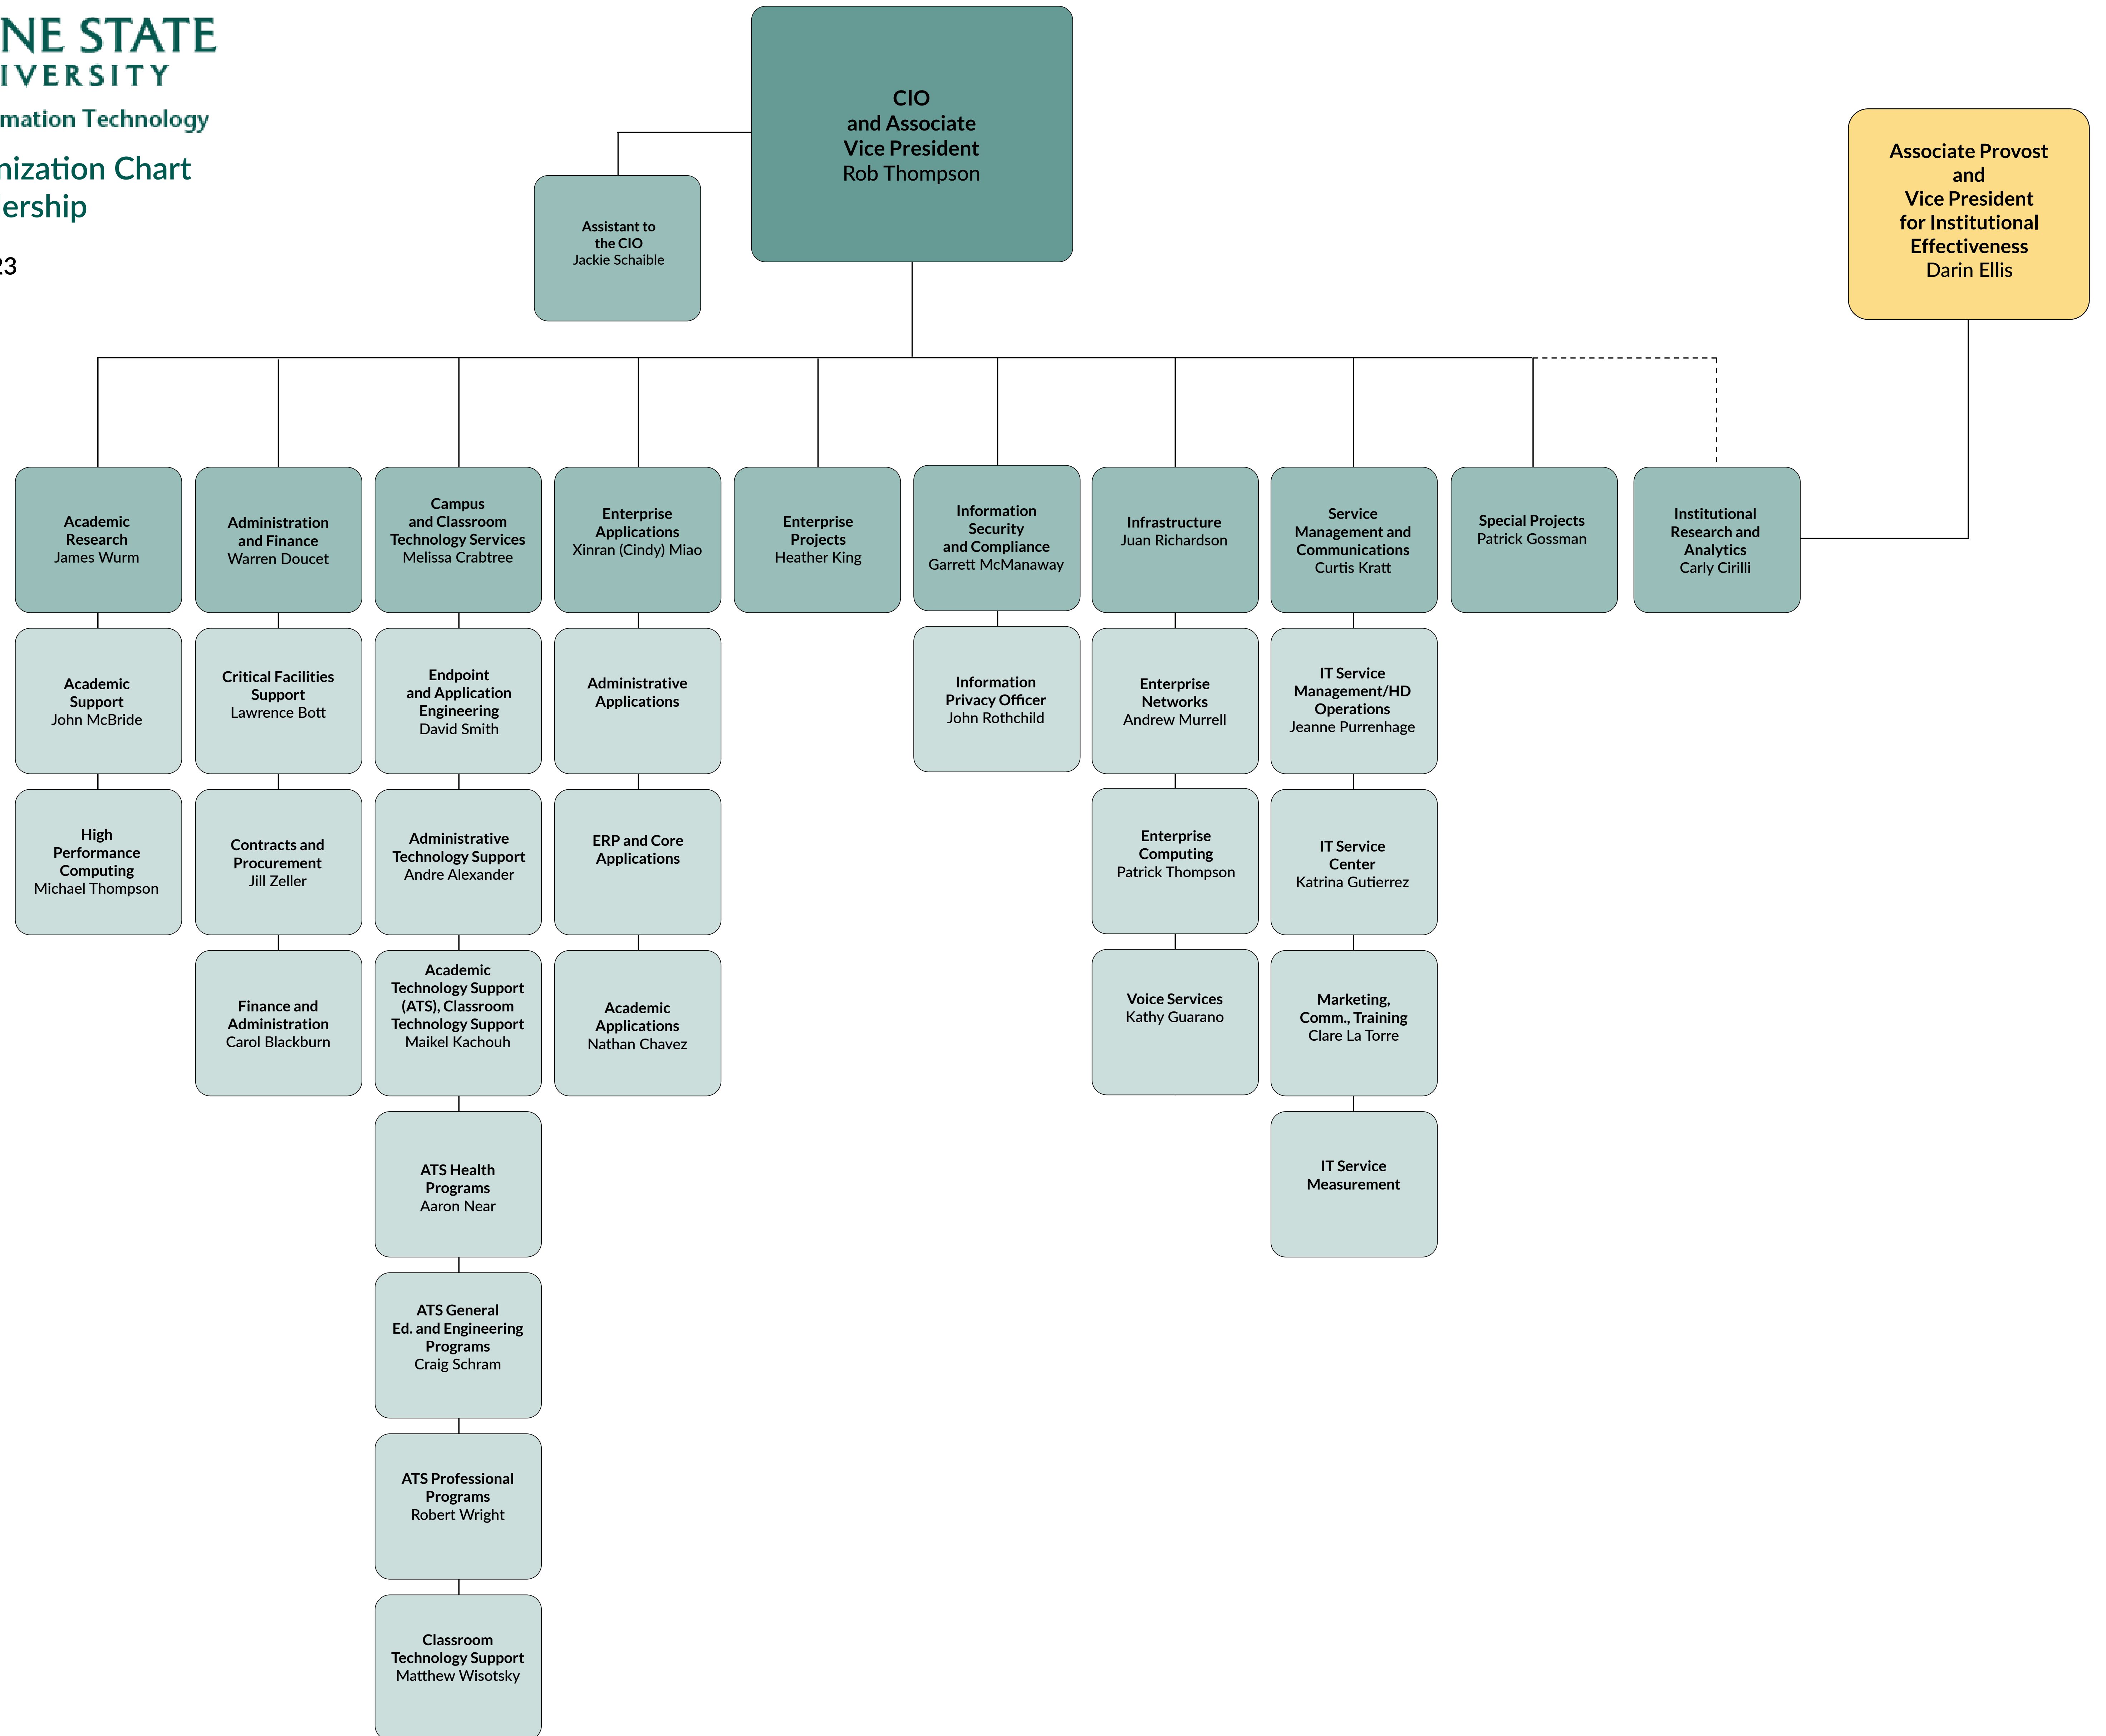 NE STATE
IVERSITY
mation Technology
nization Chart
ership
23
CIO
and Associate
Vice President
Rob Thompson
Assistant to
the CIO
Jackie Schaible
Associate Provost
and
Vice President
for Institutional
Effectiveness
Darin Ellis
Academic
Research
James Wurm
Administration
and Finance
Warren Doucet
Campus
and Classroom
Technology Services
Melissa Crabtree
Enterprise
Applications
Xinran (Cindy) Miao
Enterprise
Projects
Heather King
Information
Security
and Compliance
Garrett McManaway
Infrastructure
Juan Richardson
Service
Management and
Communications
Curtis Kratt
Special Projects
Patrick Gossman
Institutional
Research and
Analytics
Carly Cirilli
Academic
Support
John McBride
Critical Facilities
Support
Lawrence Bott
Endpoint
and Application
Engineering
David Smith
Administrative
Applications
Information
Privacy Officer
John Rothchild
Enterprise
Networks
Andrew Murrell
IT Service
Management/HD
Operations
Jeanne Purrenhage
High
Performance
Computing
Michael Thompson
Contracts and
Procurement
Jill Zeller
Administrative
Technology Support
Andre Alexander
ERP and Core
Applications
Enterprise
Computing
Patrick Thompson
IT Service
Center
Katrina Gutierrez
Finance and
Administration
Carol Blackburn
Academic
Technology Support
(ATS), Classroom
Technology Support
Maikel Kachouh
Academic
Applications
Nathan Chavez
Voice Services
Kathy Guarano
Marketing,
Comm., Training
Clare La Torre
ATS Health
Programs
Aaron Near
IT Service
Measurement
ATS General
Ed. and Engineering
Programs
Craig Schram
ATS Professional
Programs
Robert Wright
Classroom
Technology Support
Matthew Wisotsky